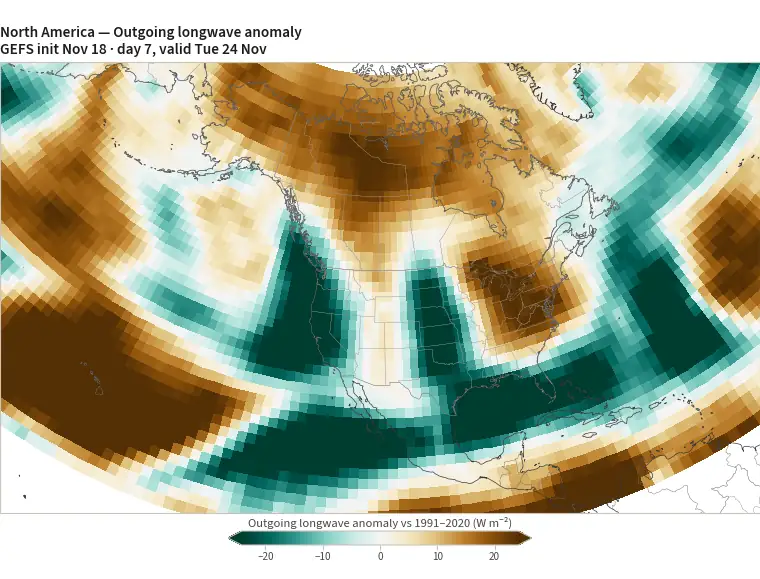 North America — Outgoing longwave anomaly
GEFS init Nov 18 · day 7, valid Tue 24 Nov
Outgoing longwave anomaly vs 1991–2020 (W m⁻²)
−20 −10 0 10 20